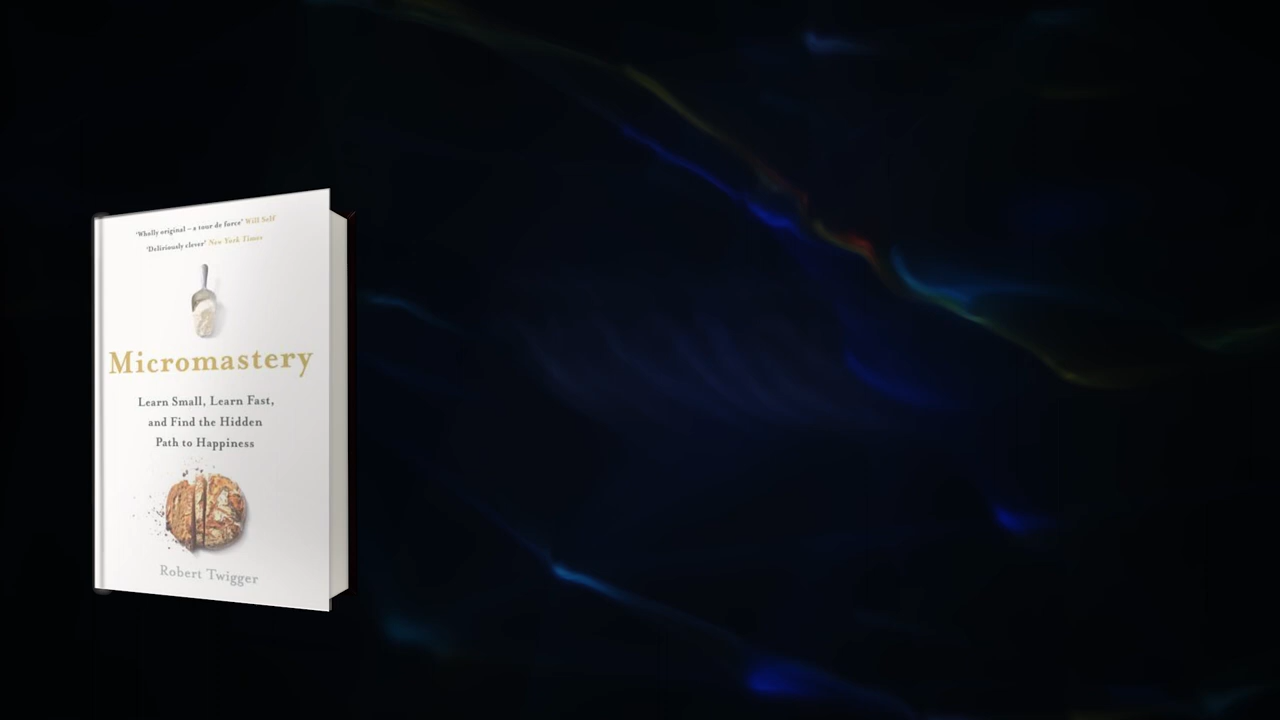 ‘Wholly original – a tour de force’ Will Self
‘Deliriously clever’ New York Times
Micromastery
Learn Small, Learn Fast,
and Find the Hidden
Path to Happiness
Robert Twigger